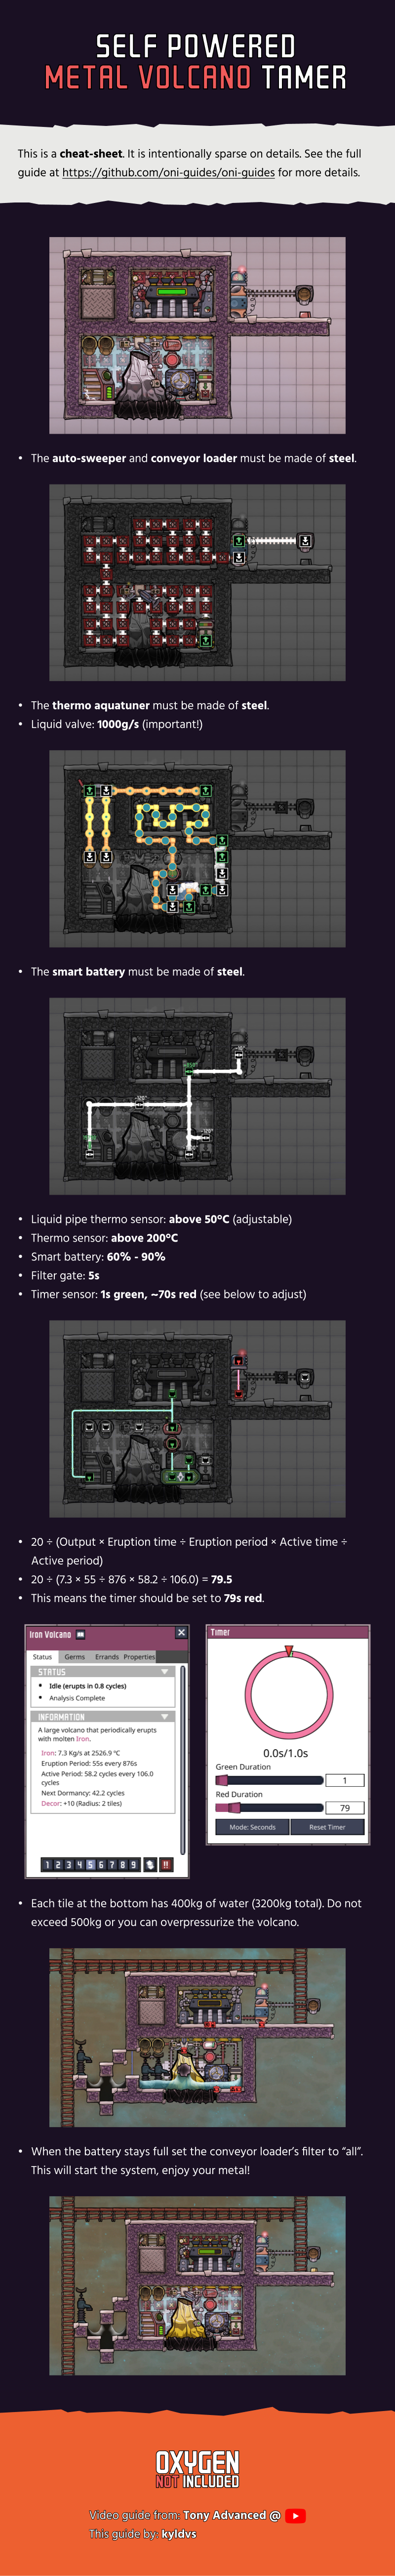 SELF POWERED
METAL VOLCANO TAMER
This is a cheat-sheet. It is intentionally sparse on details. See the full
guide at https://github.com/oni-guides/oni-guides for more details.
• The auto-sweeper and conveyor loader must be made of steel.
• The thermo aquatuner must be made of steel.
• Liquid valve: 1000g/s (important!)
• The smart battery must be made of steel.
• Liquid pipe thermo sensor: above 50ºC (adjustable)
• Thermo sensor: above 200ºC
• Smart battery: 60% - 90%
• Filter gate: 5s
• Timer sensor: 1s green, ~70s red (see below to adjust)
• 20 ÷ (Output × Eruption time ÷ Eruption period × Active time ÷
Active period)
• 20 ÷ (7.3 × 55 ÷ 876 × 58.2 ÷ 106.0) = 79.5
• This means the timer should be set to 79s red.
Iron Volcano
Status Germs Errands Properties
STATUS
• Idle (erupts in 0.8 cycles)
• Analysis Complete
INFORMATION
A large volcano that periodically erupts
with molten Iron.
Iron: 7.3 Kg/s at 2526.9 ºC
Eruption Period: 55s every 876s
Active Period: 58.2 cycles every 106.0
cycles
Next Dormancy: 42.2 cycles
Decor: +10 (Radius: 2 tiles)
1 2 3 4 5 6 7 8 9 !!
Timer
0.0s/1.0s
Green Duration
1
Red Duration
79
Mode: Seconds Reset Timer
• Each tile at the bottom has 400kg of water (3200kg total). Do not
exceed 500kg or you can overpressurize the volcano.
• When the battery stays full set the conveyor loader’s filter to “all”.
This will start the system, enjoy your metal!
OXYGEN
NOT INCLUDED
Video guide from: Tony Advanced @
This guide by: kyldvs